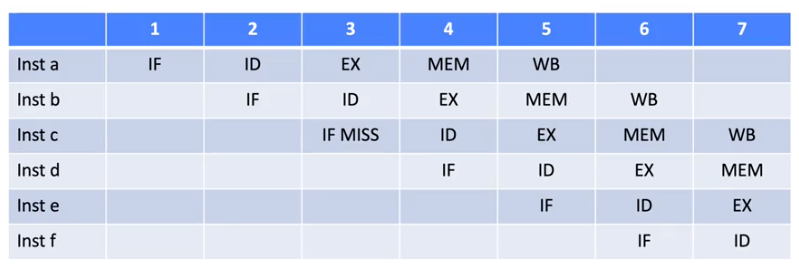 1 2 3 4 5 6 7
Inst a IF ID EX MEM WB
Inst b IF ID EX MEM WB
Inst c IF MISS ID EX MEM WB
Inst d IF ID EX MEM
Inst e IF ID EX
Inst f IF ID